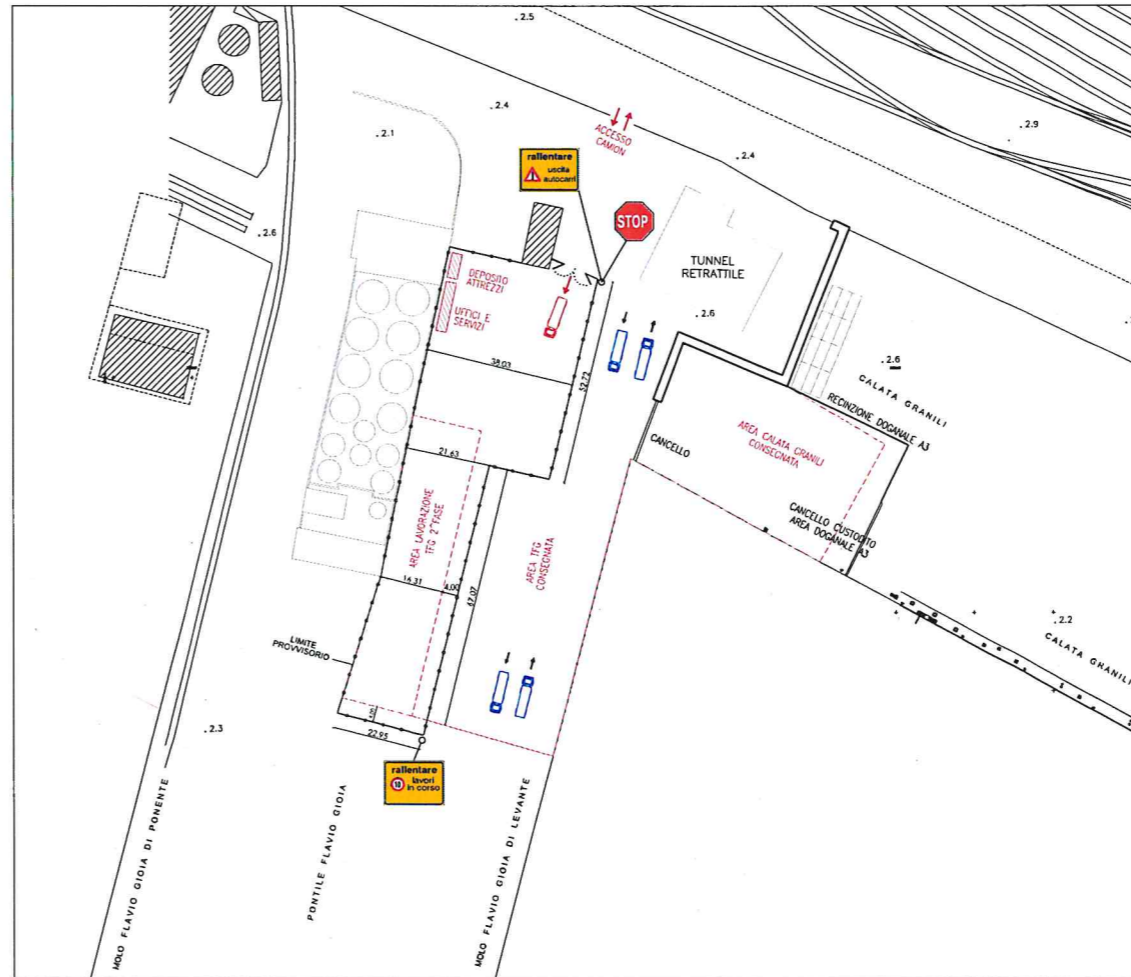 .2.5
.2.4
.2.1
.2.9
.2.4
ACCESSO
CAMION
rallentare
uscita
autocarri
STOP
.2.6
TUNNEL
RETRATTILE
DEPOSITO
ATTREZZI
UFFICI E
SERVIZI
.2.6
38.03
52.72
.2.6
CALATA GRANILI
RECINZIONE DOGANALE A3
AREA CALATA GRANILI
CONSEGNATA
CANCELLO
21.63
AREA LAVORAZIONE
TFG 2^FASE
AREA TFG
CONSEGNATA
CANCELLO CUSTODITO
AREA DOGANALE A3
16.31
4.00
67.07
.2.2
CALATA GRANILI
LIMITE
PROVVISORIO
.2.3
22.95
rallentare
10
lavori
in corso
MOLO FLAVIO GIOIA DI PONENTE
PONTILE FLAVIO GIOIA
MOLO FLAVIO GIOIA DI LEVANTE